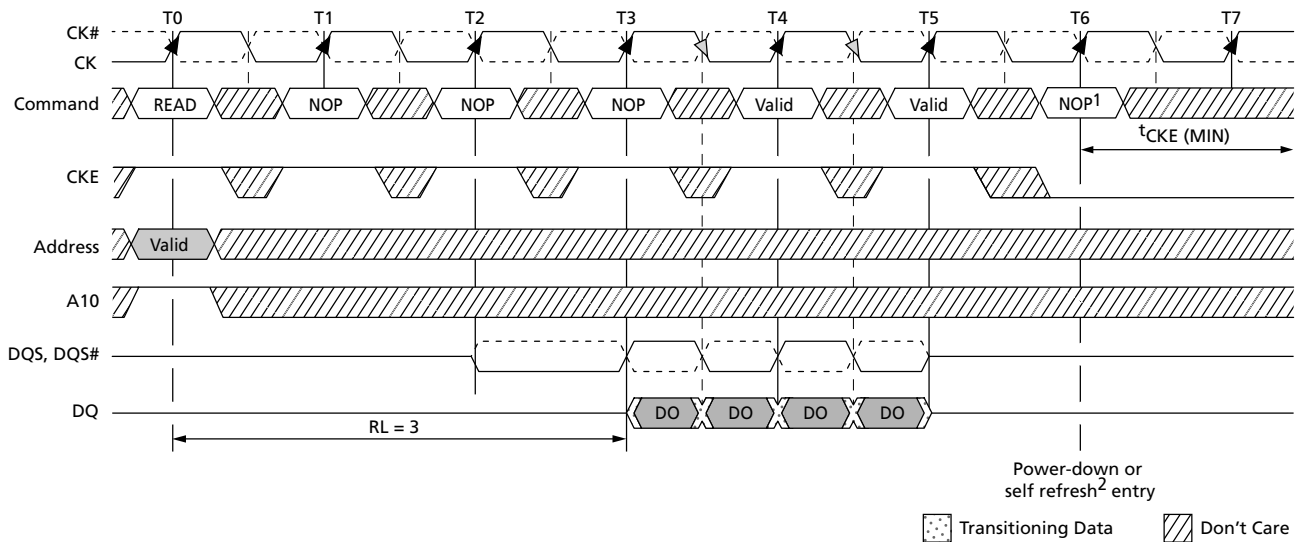 T0 T1 T2 T3 T4 T5 T6 T7
CK#
CK
Command READ NOP NOP NOP Valid Valid NOP1
tCKE (MIN)
CKE
Address Valid
A10
DQS, DQS#
DQ DO DO DO DO
RL = 3
Power-down or
self refresh2 entry
Transitioning Data Don't Care